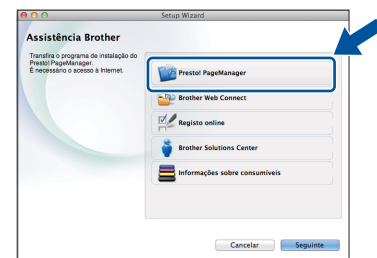 Setup Wizard
Assistência Brother
Transfira o programa de instalação do
Presto! PageManager.
É necessário o acesso à Internet.
Presto! PageManager
Brother Web Connect
Registo online
Brother Solutions Center
Informações sobre consumíveis
Cancelar
Seguinte